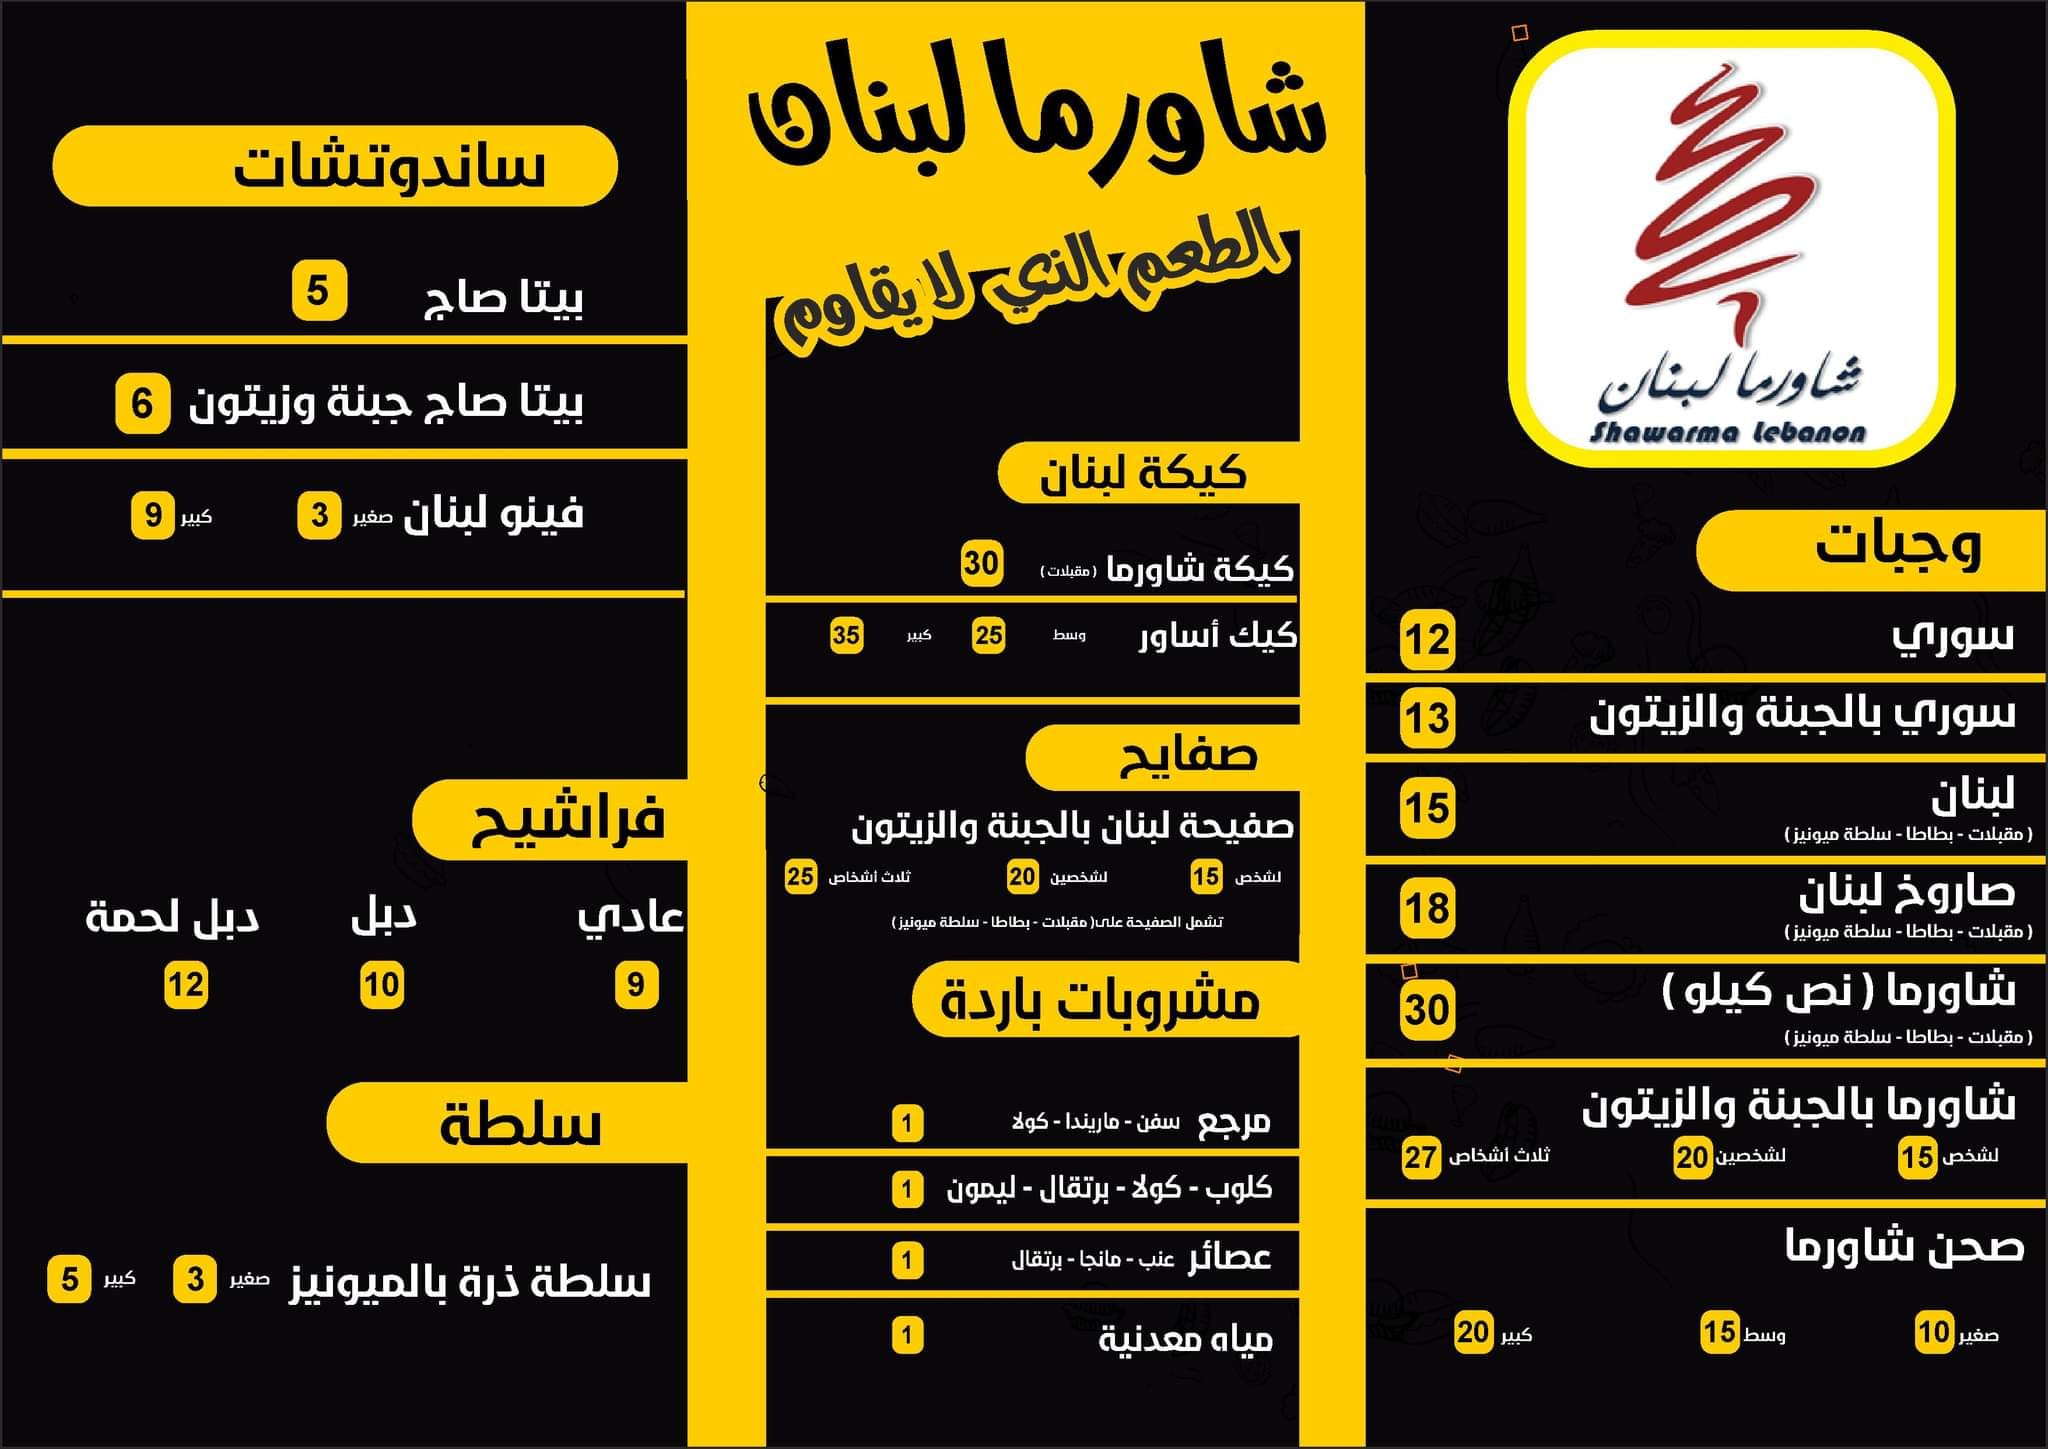 شاورما لبنان
Shawarma Lebanon
وجبات
سوري 12
سوري بالجبنة والزيتون 13
لبنان 15
( مقبلات - بطاطا - سلطة ميونيز )
صاروخ لبنان 18
( مقبلات - بطاطا - سلطة ميونيز )
شاورما ( نص كيلو ) 30
( مقبلات - بطاطا - سلطة ميونيز )
شاورما بالجبنة والزيتون
لشخص 15 لشخصين 20 ثلاث أشخاص 27
صحن شاورما
صغير 10 وسط 15 كبير 20
شاورما لبنان
الطعم الذي لا يقاوم
كيكة لبنان
كيكة شاورما ( مقبلات ) 30
كيك أساور وسط 25 كبير 35
صفايح
صفيحة لبنان بالجبنة والزيتون
لشخص 15 لشخصين 20 ثلاث أشخاص 25
تشمل الصفيحة على( مقبلات - بطاطا - سلطة ميونيز )
مشروبات باردة
مرجع سفن - ماريندا - كولا 1
كلوب - كولا - برتقال - ليمون 1
عصائر عنب - مانجا - برتقال 1
مياه معدنية 1
ساندوتشات
بيتا صاج 5
بيتا صاج جبنة وزيتون 6
فينو لبنان صغير 3 كبير 9
فراشيح
عادي دبل دبل لحمة
9 10 12
سلطة
سلطة ذرة بالميونيز صغير 3 كبير 5